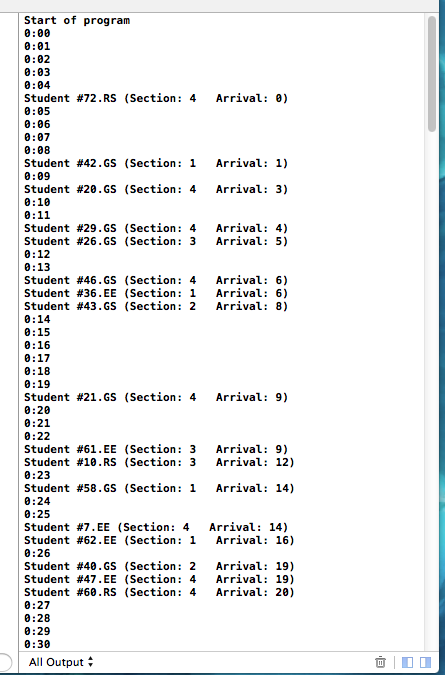 Start of program
0:00
0:01
0:02
0:03
0:04
Student #72.RS (Section: 4   Arrival: 0)
0:05
0:06
0:07
0:08
Student #42.GS (Section: 1   Arrival: 1)
0:09
Student #20.GS (Section: 4   Arrival: 3)
0:10
0:11
Student #29.GS (Section: 4   Arrival: 4)
Student #26.GS (Section: 3   Arrival: 5)
0:12
0:13
Student #46.GS (Section: 4   Arrival: 6)
Student #36.EE (Section: 1   Arrival: 6)
Student #43.GS (Section: 2   Arrival: 8)
0:14
0:15
0:16
0:17
0:18
0:19
Student #21.GS (Section: 4   Arrival: 9)
0:20
0:21
0:22
Student #61.EE (Section: 3   Arrival: 9)
Student #10.RS (Section: 3   Arrival: 12)
0:23
Student #58.GS (Section: 1   Arrival: 14)
0:24
0:25
Student #7.EE (Section: 4   Arrival: 14)
Student #62.EE (Section: 1   Arrival: 16)
0:26
Student #40.GS (Section: 2   Arrival: 19)
Student #47.EE (Section: 4   Arrival: 19)
Student #60.RS (Section: 4   Arrival: 20)
0:27
0:28
0:29
0:30
All Output